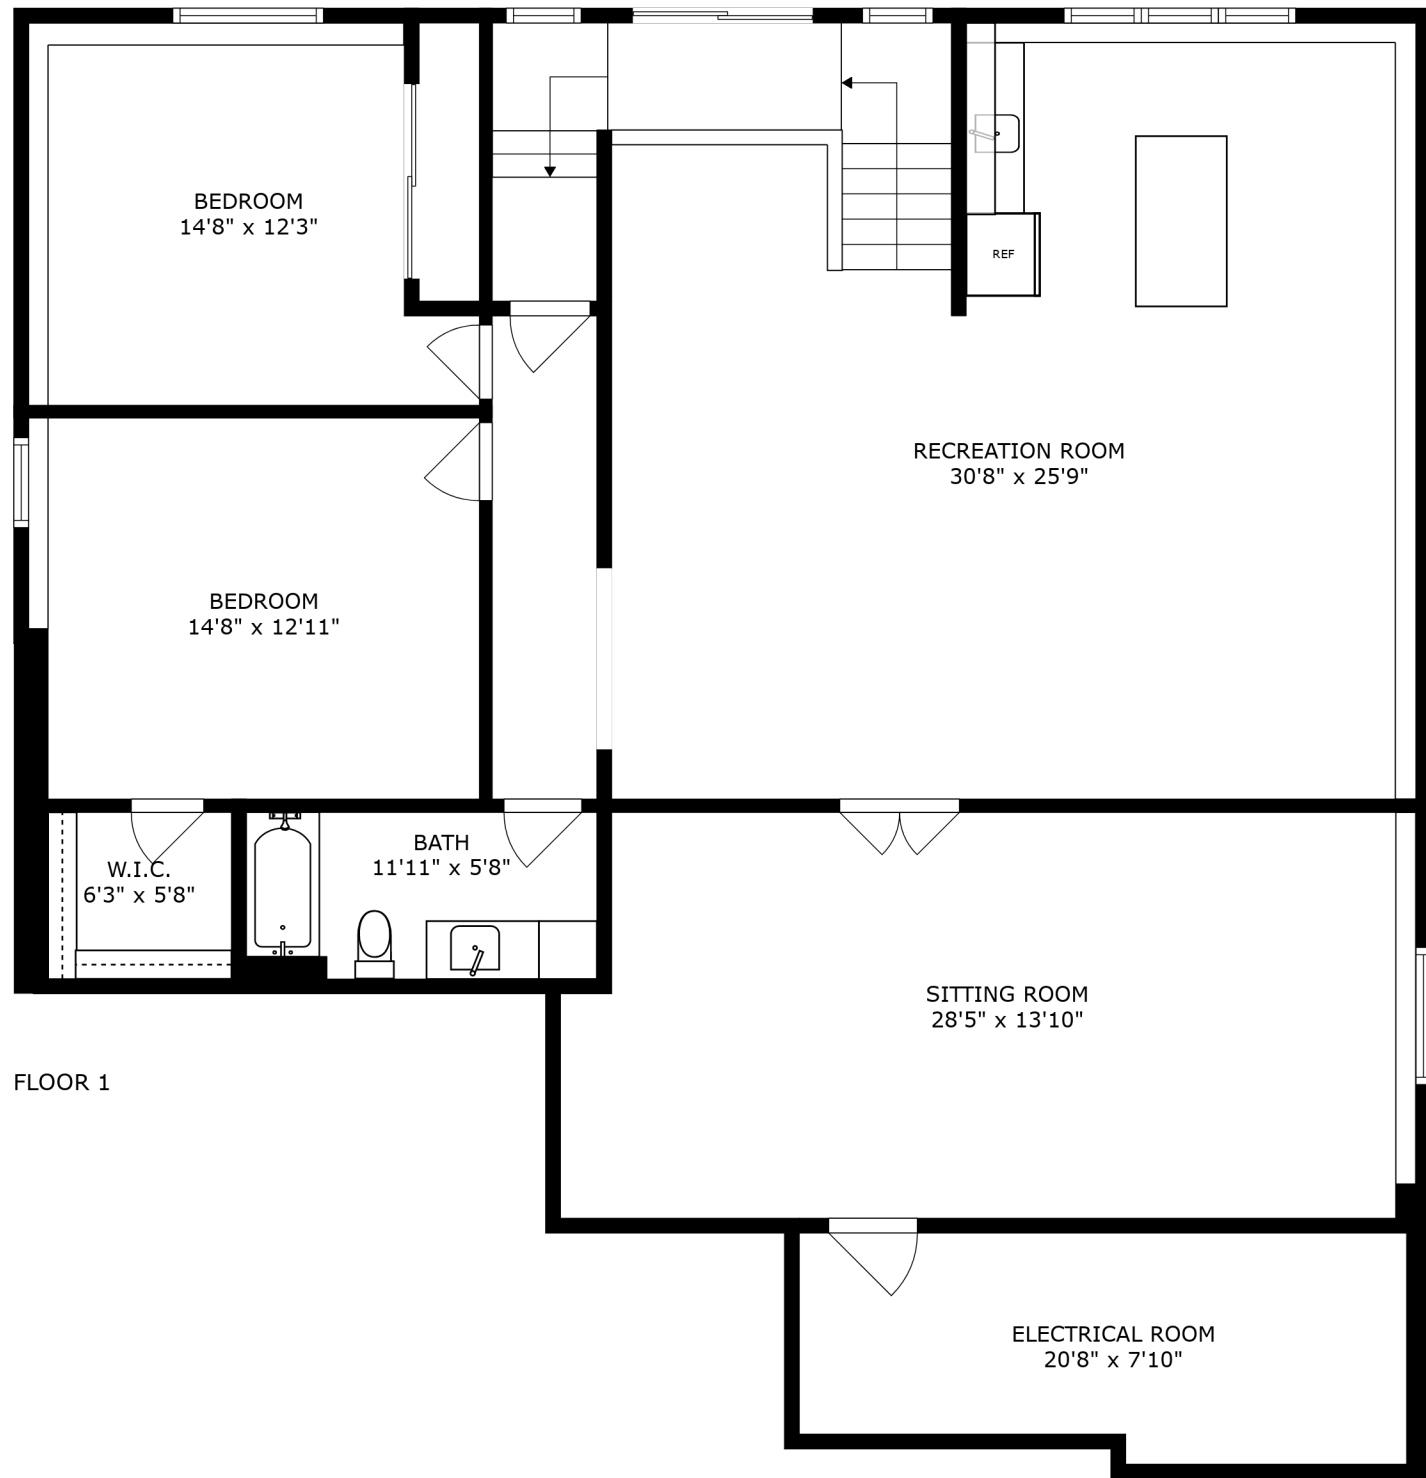 BEDROOM
14'8" x 12'3"
REF
RECREATION ROOM
30'8" x 25'9"
BEDROOM
14'8" x 12'11"
BATH
11'11" x 5'8"
W.I.C.
6'3" x 5'8"
SITTING ROOM
28'5" x 13'10"
FLOOR 1
ELECTRICAL ROOM
20'8" x 7'10"